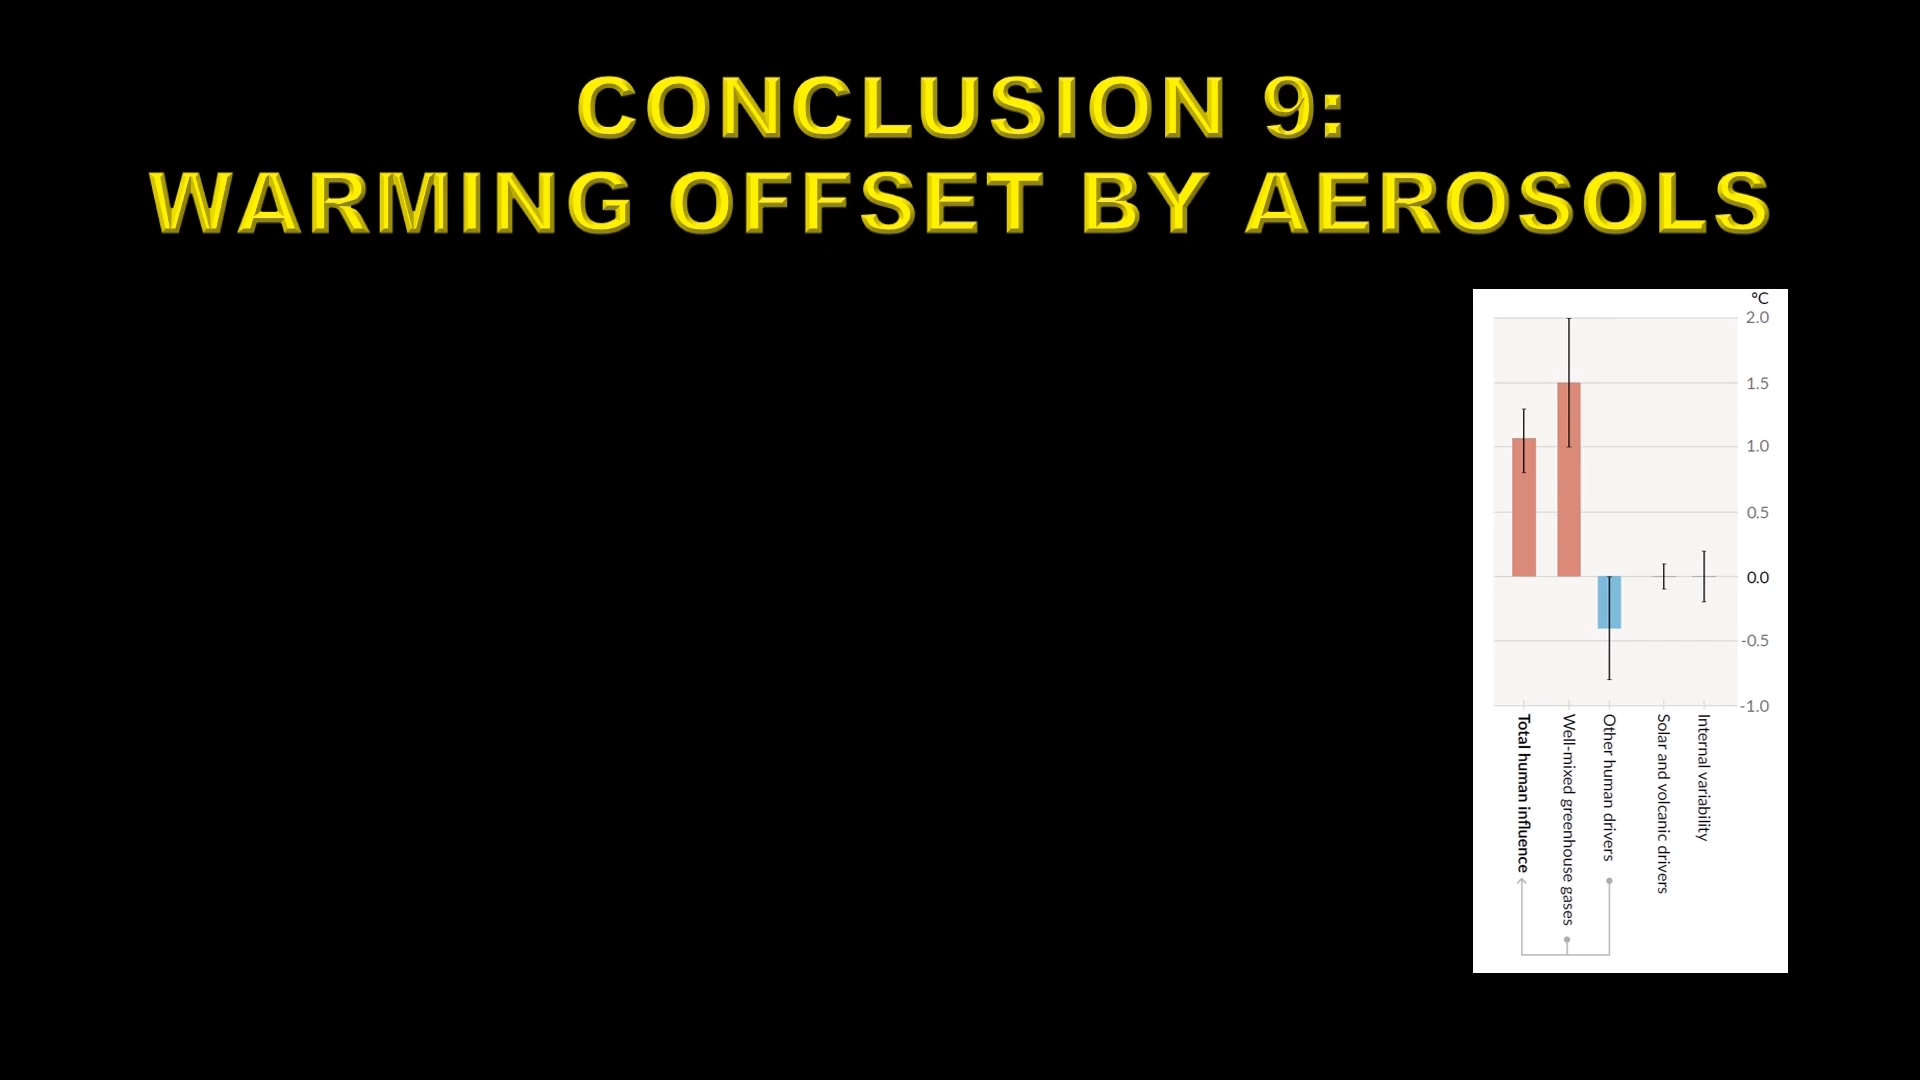 CONCLUSION 9:
WARMING OFFSET BY AEROSOLS
°C
2.0
1.5
1.0
0.5
0.0
-0.5
-1.0
Total human influence
Well-mixed greenhouse gases
Other human drivers
Solar and volcanic drivers
Internal variability